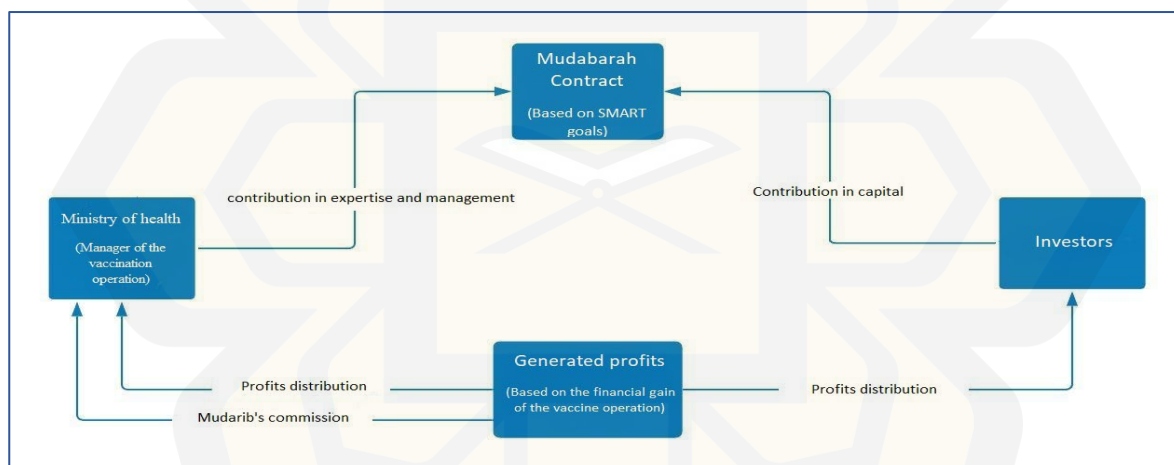 Mudabarah
Contract
(Based on SMART
goals)
contribution in expertise and management
Contribution in capital
Ministry of health
(Manager of the
vaccination
operation)
Investors
Generated profits
(Based on the financial gain
of the vaccine operation)
Profits distribution
Profits distribution
Mudarib's commission